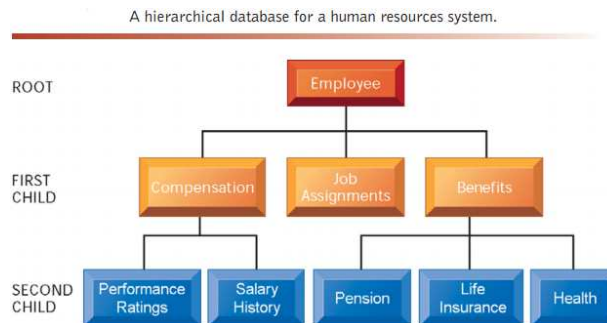 A hierarchical database for a human resources system.
ROOT
Employee
FIRST
CHILD
Compensation
Job
Assignments
Benefits
SECOND
CHILD
Performance
Ratings
Salary
History
Pension
Life
Insurance
Health